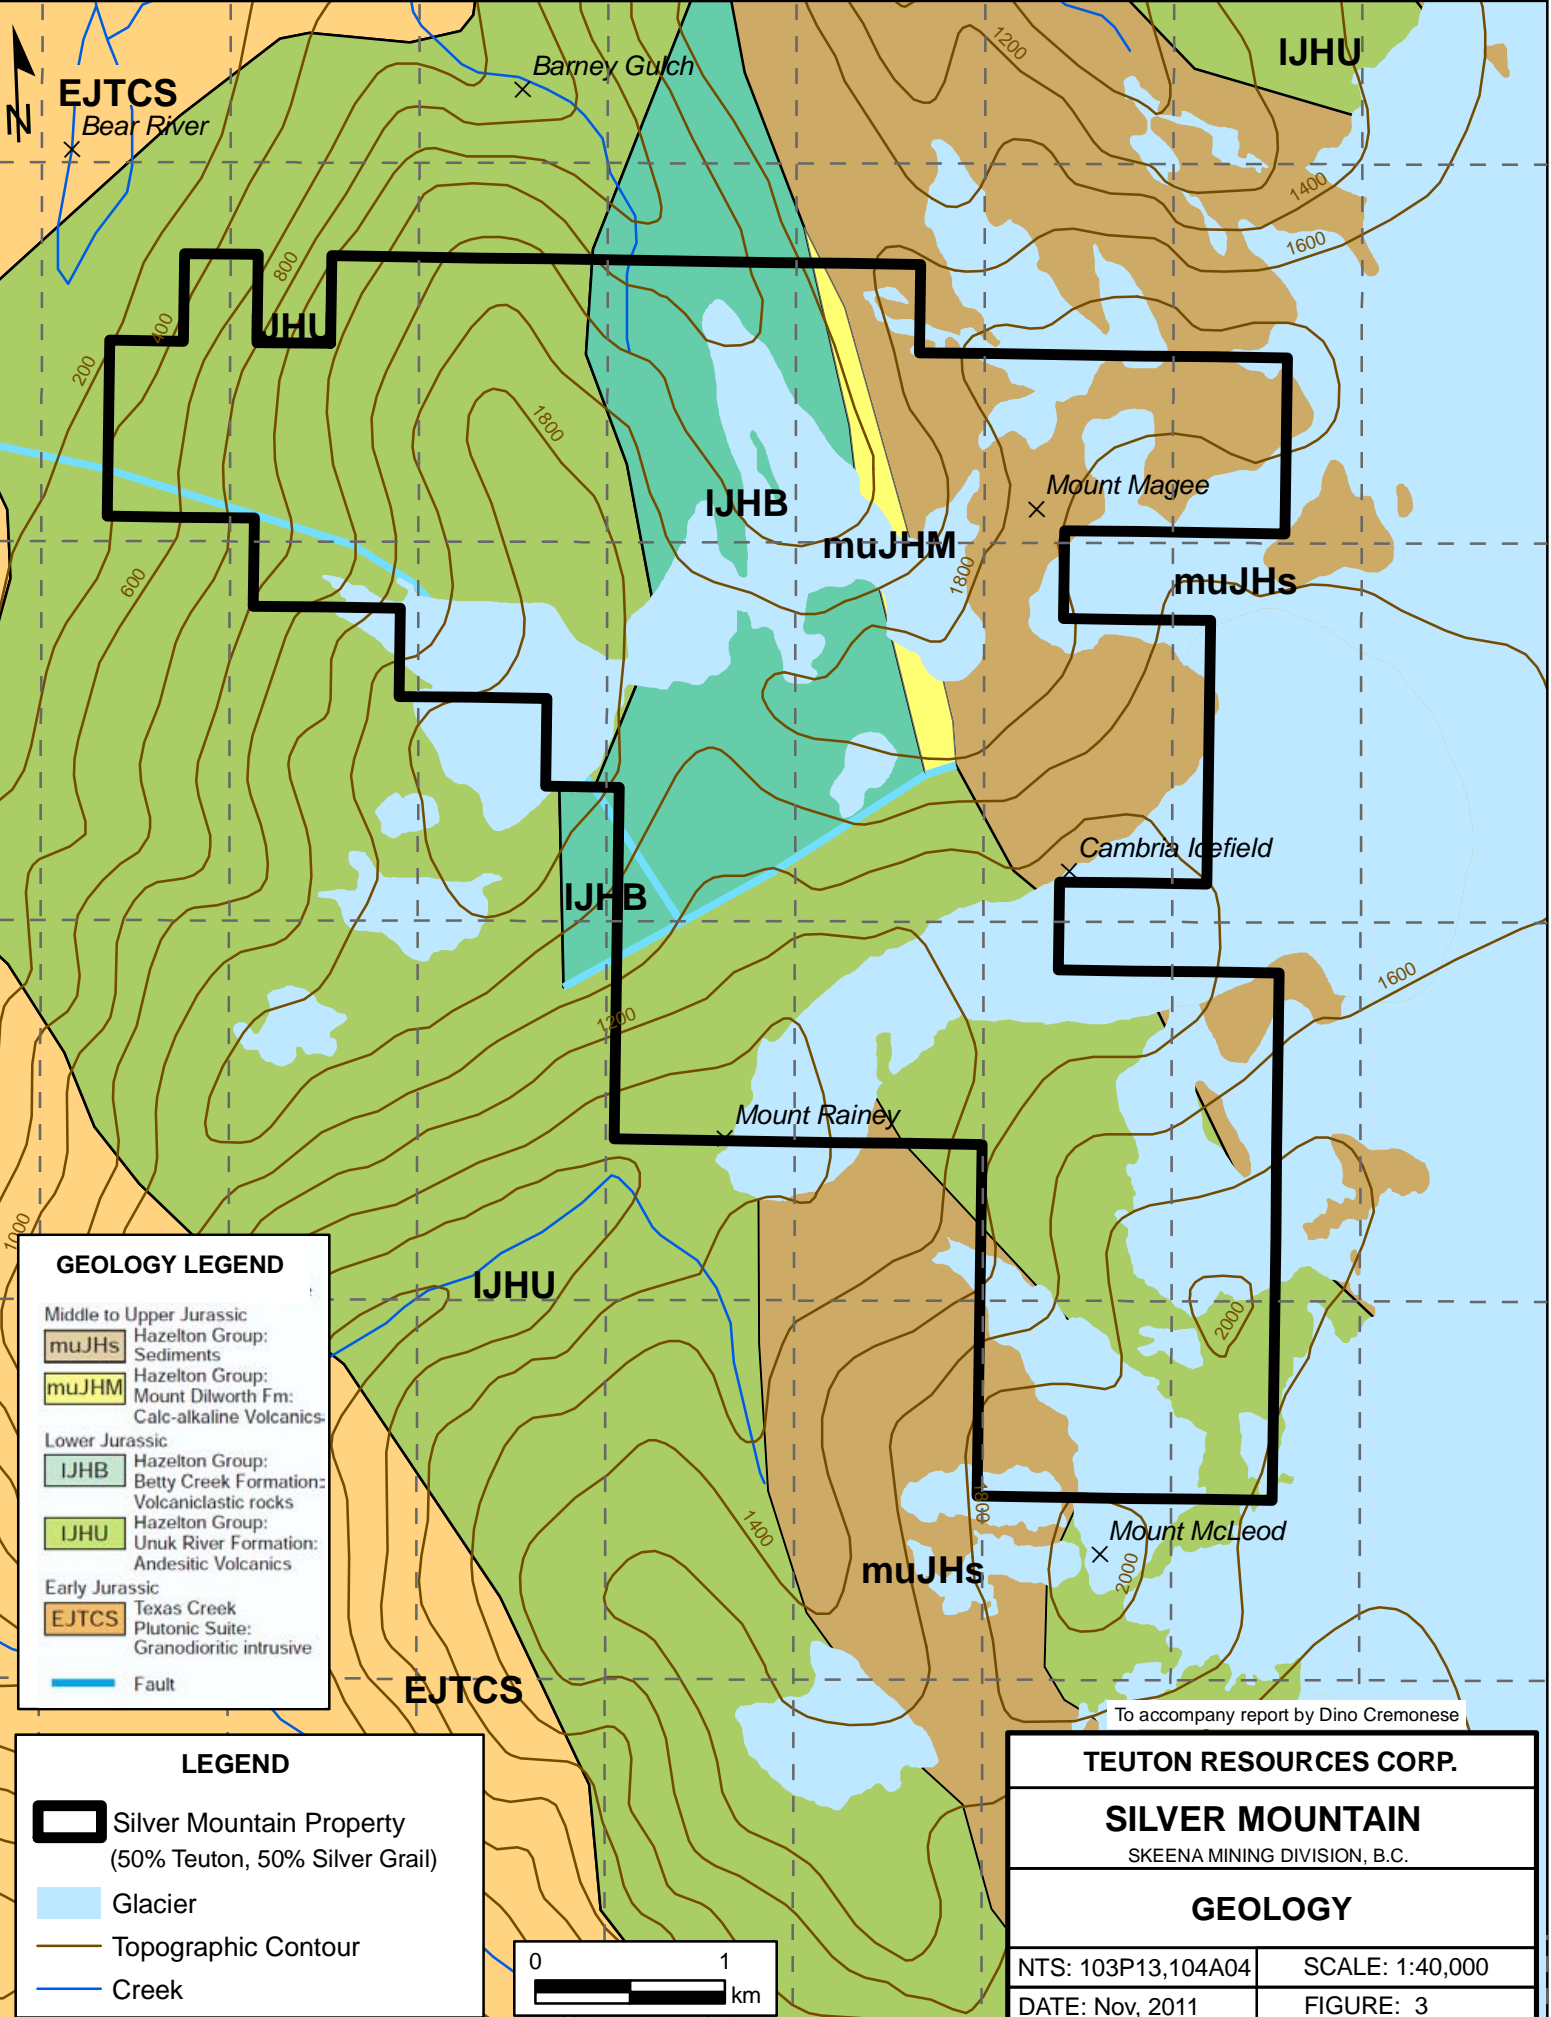 1200
IJHU
Barney Gulch
EJTCS
N
Bear River
1400
1600
800
400
IJHU
200
1800
Mount Magee
IJHB
muJHM
1800
muJHs
600
Cambria Icefield
IJHB
1600
1200
Mount Rainey
1000
IJHU
2000
1400
1800
Mount McLeod
muJHs
2000
EJTCS
GEOLOGY LEGEND
Middle to Upper Jurassic
muJHs Hazelton Group:
Sediments
muJHM Hazelton Group:
Mount Dilworth Fm:
Calc-alkaline Volcanics
Lower Jurassic
IJHB Hazelton Group:
Betty Creek Formation:
Volcaniclastic rocks
IJHU Hazelton Group:
Unuk River Formation:
Andesitic Volcanics
Early Jurassic
EJTCS Texas Creek
Plutonic Suite:
Granodioritic intrusive
Fault
LEGEND
Silver Mountain Property
(50% Teuton, 50% Silver Grail)
Glacier
Topographic Contour
Creek
0 1
km
To accompany report by Dino Cremonese
TEUTON RESOURCES CORP.
SILVER MOUNTAIN
SKEENA MINING DIVISION, B.C.
GEOLOGY
NTS: 103P13,104A04 SCALE: 1:40,000
DATE: Nov, 2011 FIGURE: 3